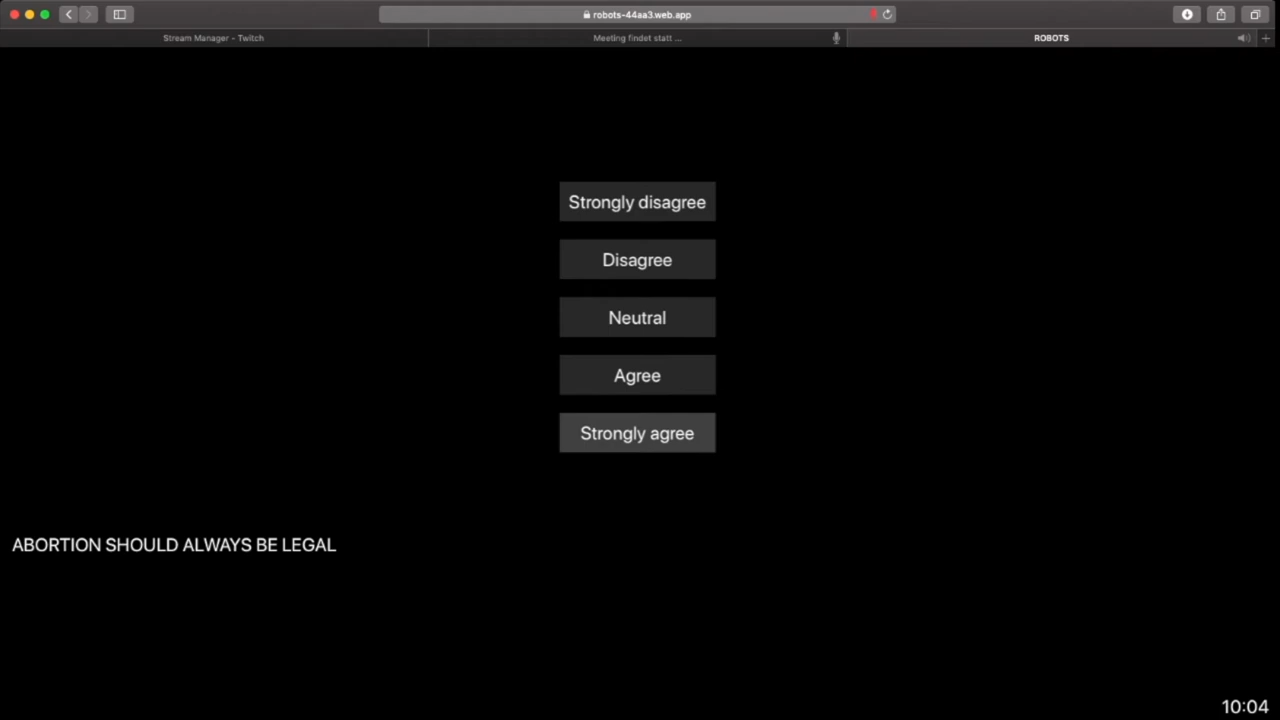 robots-44aa3.web.app
Stream Manager - Twitch
Meeting findet statt ...
ROBOTS
Strongly disagree
Disagree
Neutral
Agree
Strongly agree
ABORTION SHOULD ALWAYS BE LEGAL
10:04